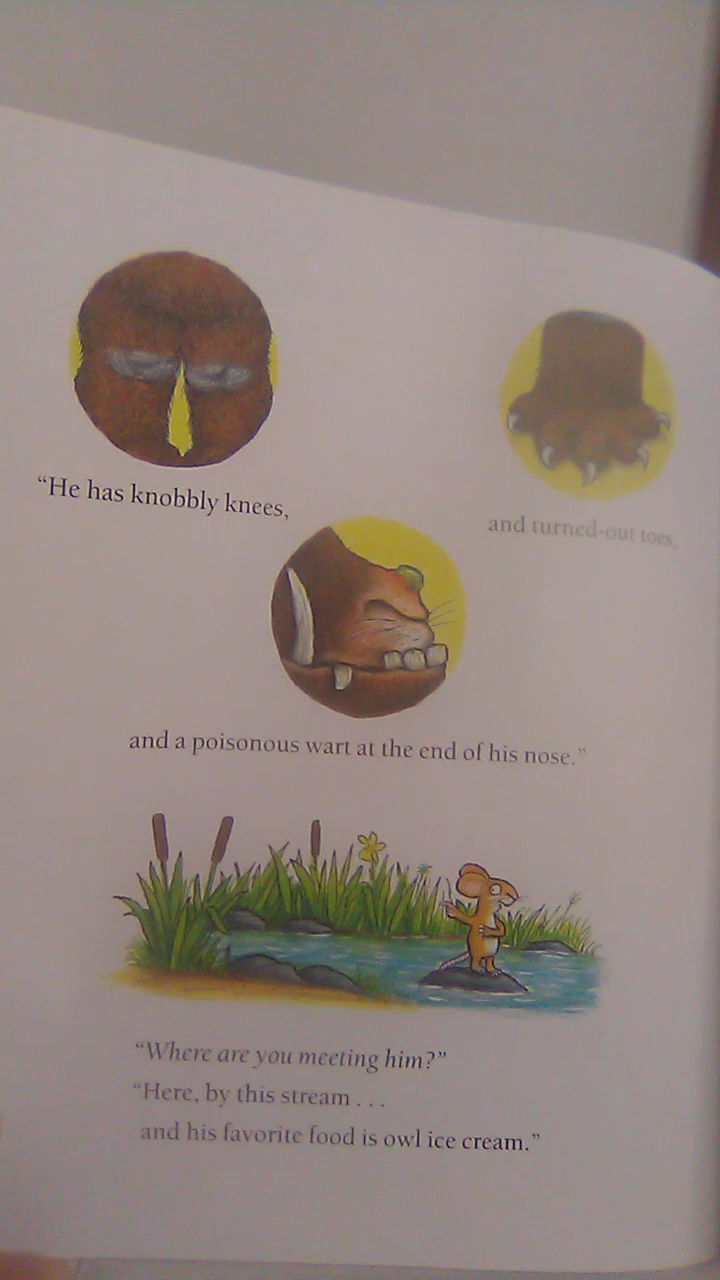 “He has knobbly knees,
and turned-out toes,
and a poisonous wart at the end of his nose.”
“Where are you meeting him?”
“Here, by this stream . . .
and his favorite food is owl ice cream.”